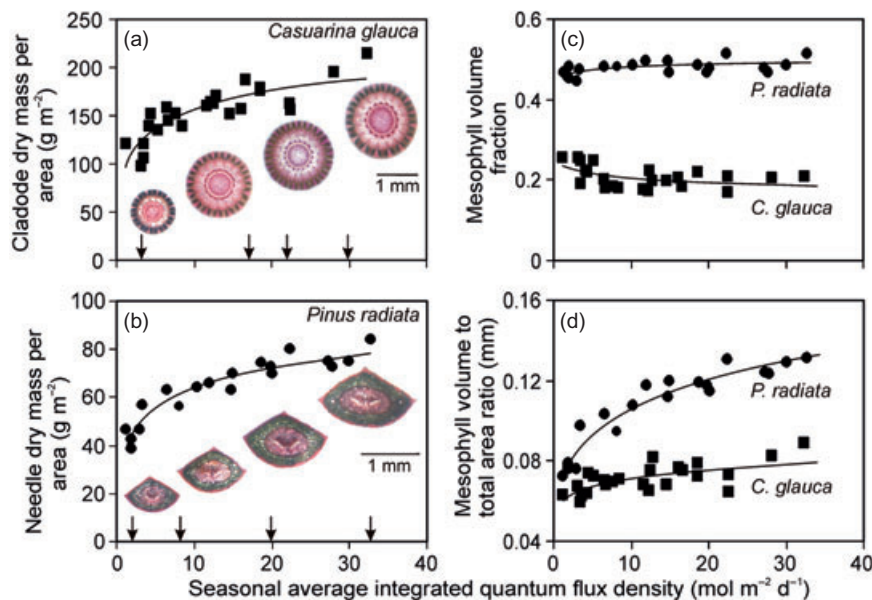 (a)
Casuarina glauca
Cladode dry mass per
area (g m⁻²)
250
200
150
100
50
0
1 mm
(b)
Pinus radiata
Needle dry mass per
area (g m⁻²)
100
80
60
40
20
0
1 mm
0 10 20 30 40
(c)
P. radiata
C. glauca
Mesophyll volume
fraction
0.6
0.4
0.2
0.0
(d)
P. radiata
C. glauca
Mesophyll volume to
total area ratio (mm)
0.16
0.12
0.08
0.04
0 10 20 30 40
Seasonal average integrated quantum flux density (mol m⁻² d⁻¹)